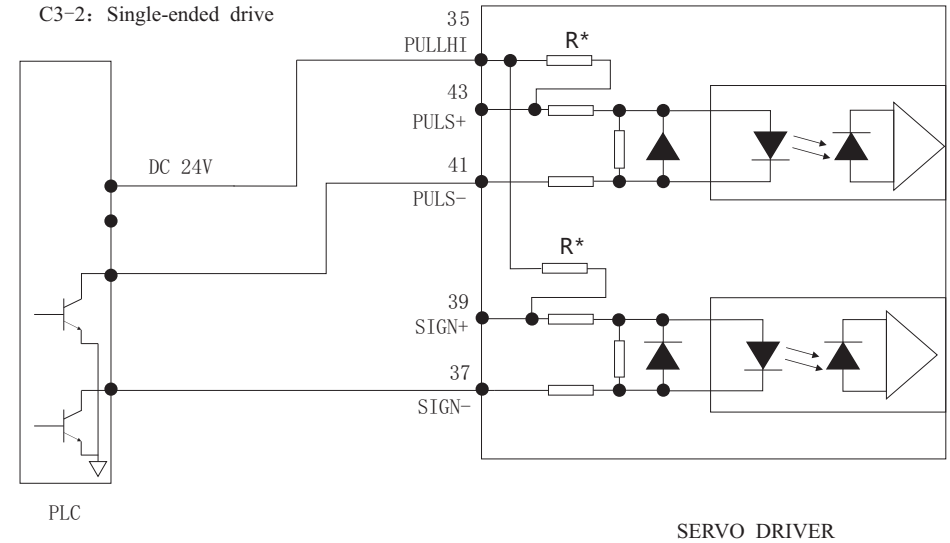 C3-2: Single-ended drive
35
PULLHI
R*
43
PULS+
41
DC 24V
PULS-
R*
39
SIGN+
37
SIGN-
PLC
SERVO DRIVER